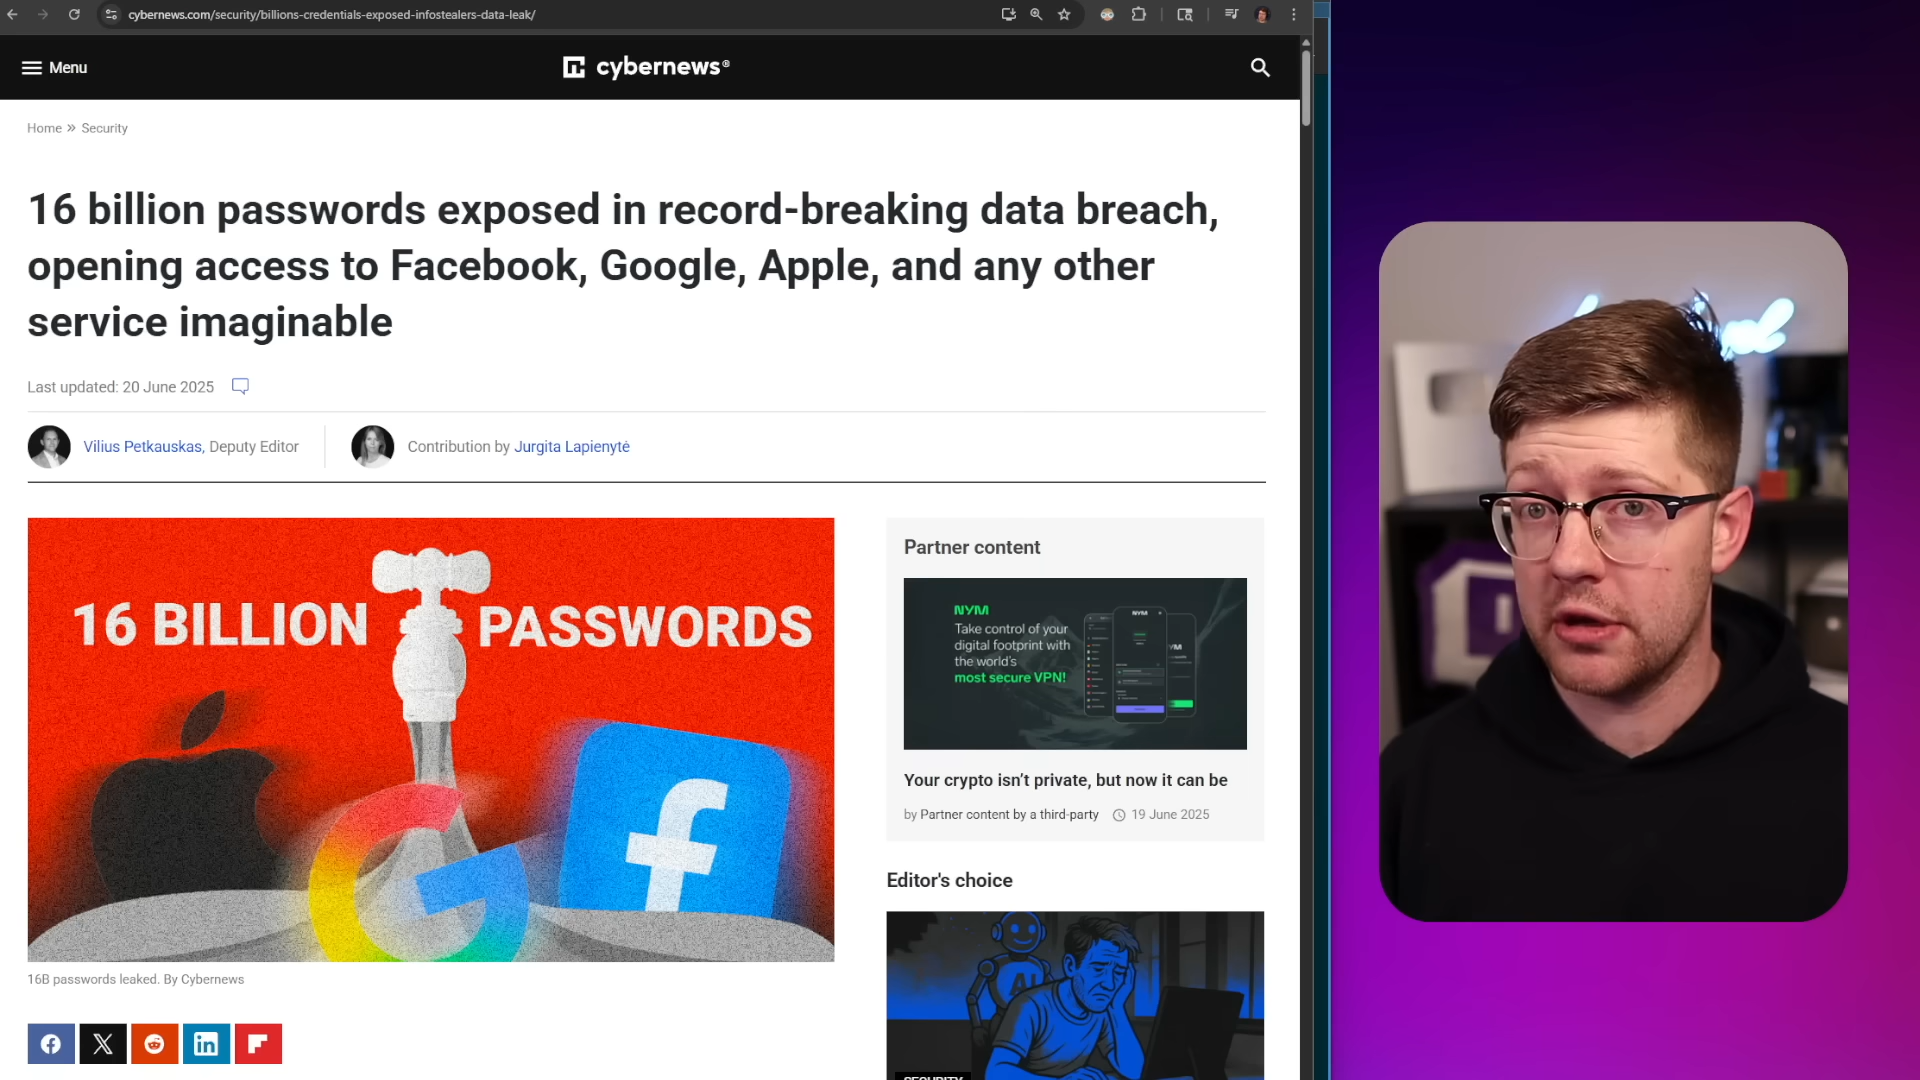 cybernews.com/security/billions-credentials-exposed-infostealers-data-leak/
Menu
cybernews®
Home » Security
16 billion passwords exposed in record-breaking data breach,
opening access to Facebook, Google, Apple, and any other
service imaginable
Last updated: 20 June 2025
Vilius Petkauskas, Deputy Editor
Contribution by Jurgita Lapienytė
16 BILLION PASSWORDS
16B passwords leaked. By Cybernews
Partner content
NYM
Take control of your
digital footprint with
the world's
most secure VPN!
NYM
Your crypto isn’t private, but now it can be
by Partner content by a third-party
19 June 2025
Editor's choice
AI
SECURITY